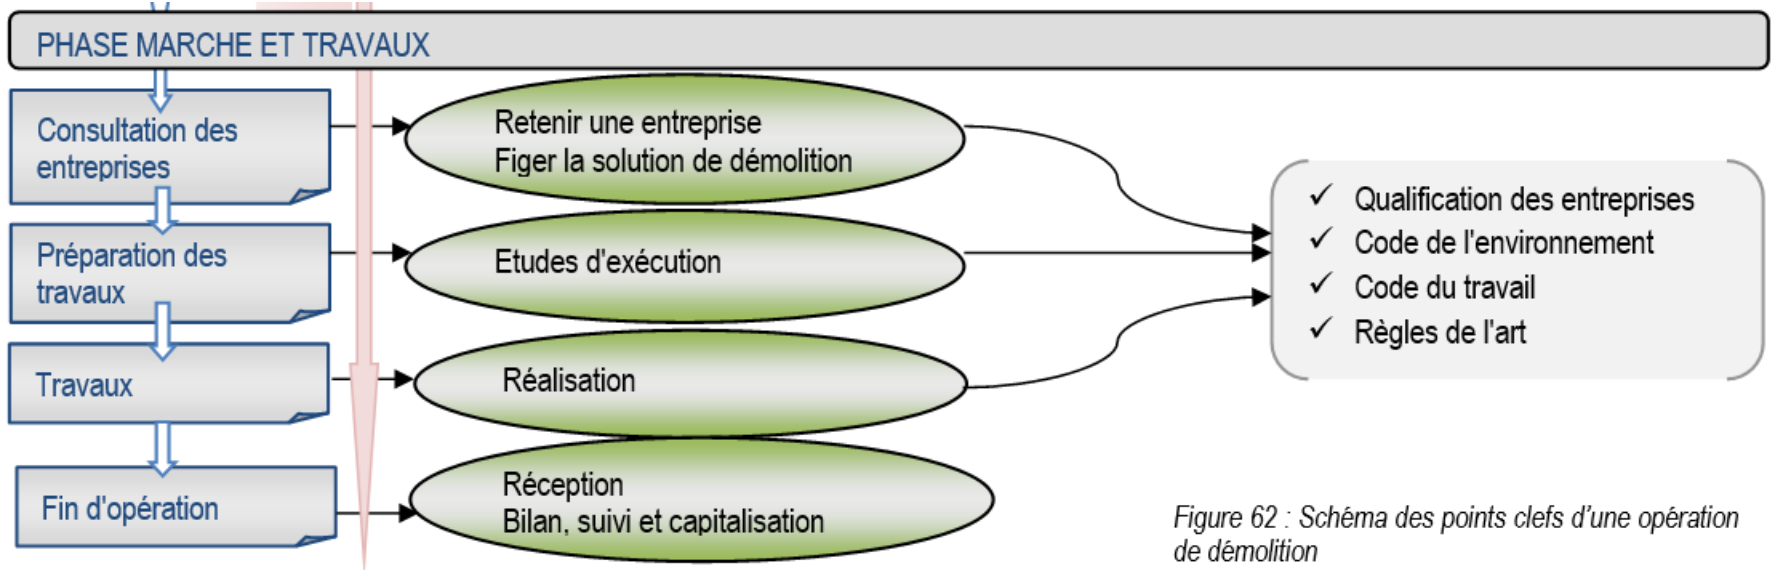 PHASE MARCHE ET TRAVAUX
Consultation des
entreprises
Retenir une entreprise
Figer la solution de démolition
Préparation des
travaux
Etudes d'exécution
Travaux
Réalisation
Fin d'opération
Réception
Bilan, suivi et capitalisation
✓ Qualification des entreprises
✓ Code de l'environnement
✓ Code du travail
✓ Règles de l'art
Figure 62 : Schéma des points clefs d’une opération
de démolition